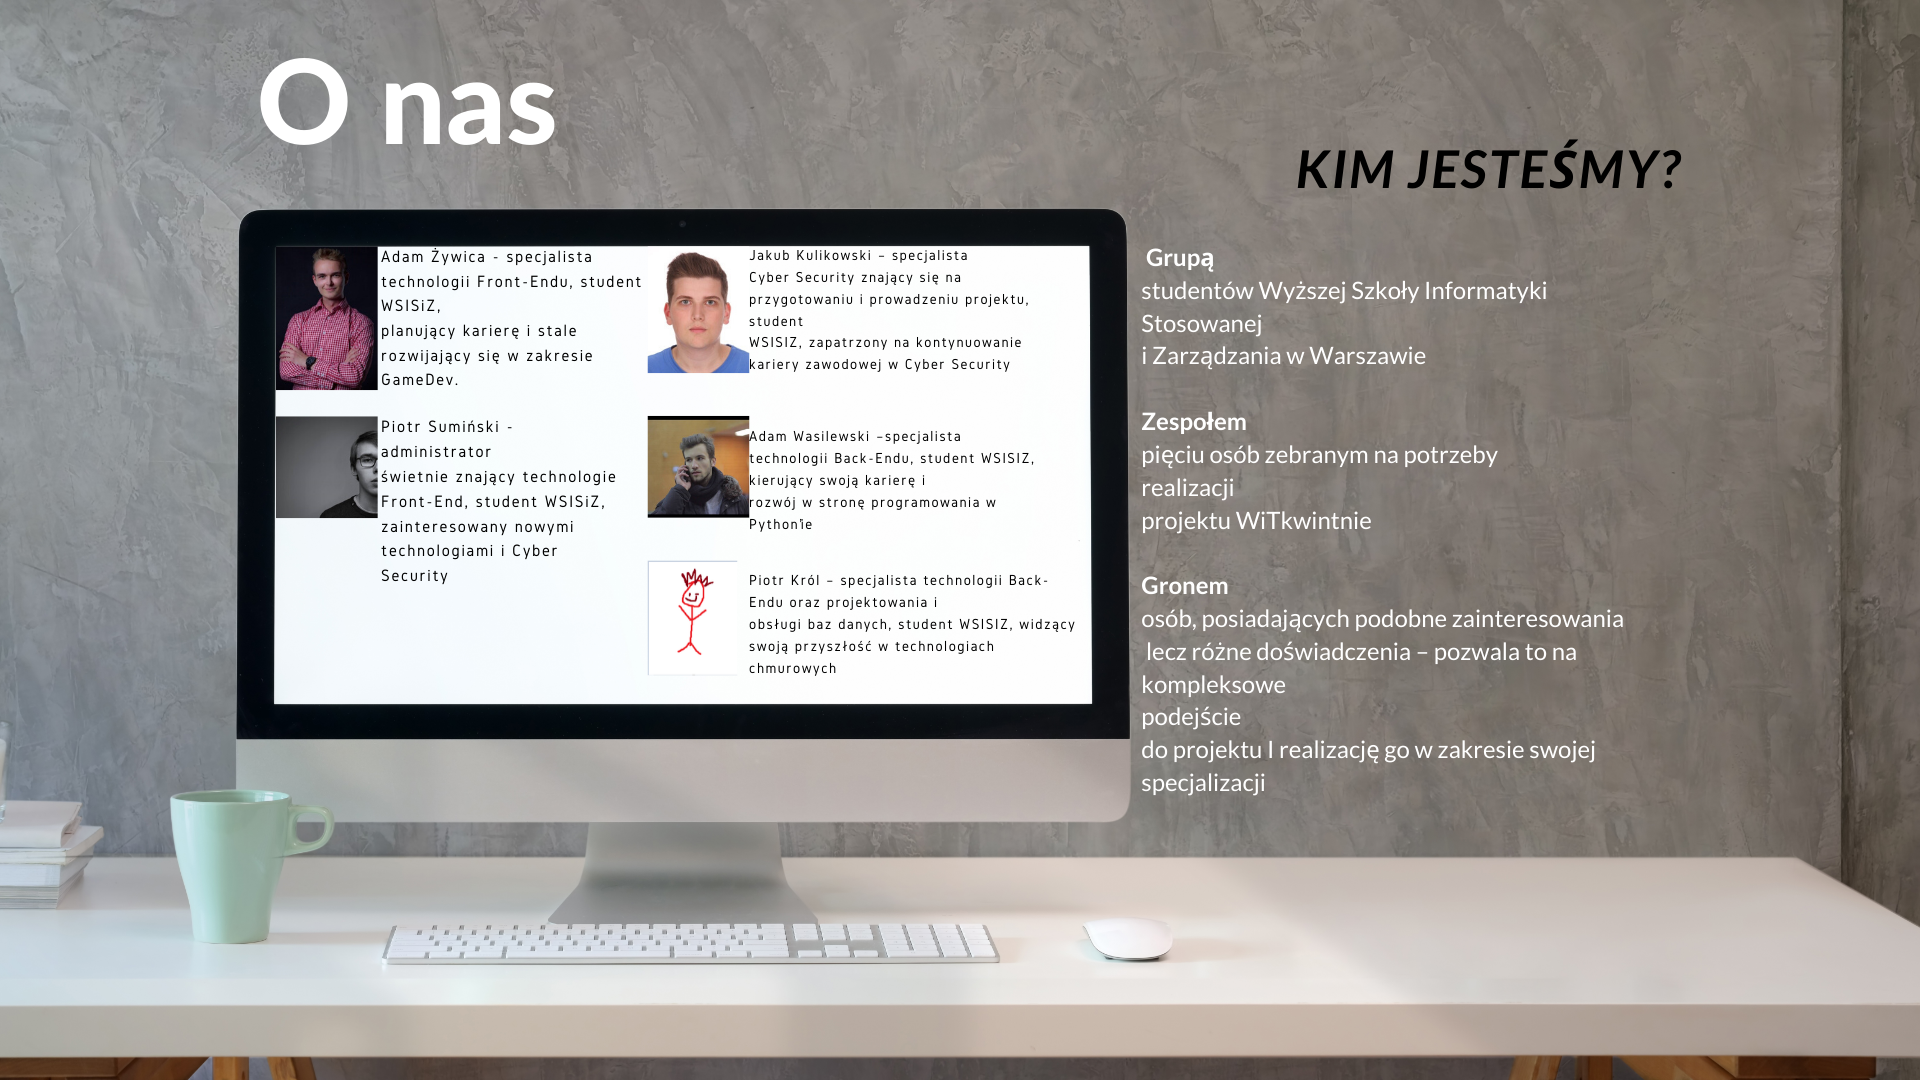 O nas
KIM JESTEŚMY?
Adam Żywica - specjalista
technologii Front-Endu, student
WSISiZ,
planujący karierę i stale
rozwijający się w zakresie
GameDev.
Piotr Sumiński -
administrator
świetnie znający technologie
Front-End, student WSISiZ,
zainteresowany nowymi
technologiami i Cyber
Security
Jakub Kulikowski – specjalista
Cyber Security znający się na
przygotowaniu i prowadzeniu projektu,
student
WSISIZ, zapatrzony na kontynuowanie
kariery zawodowej w Cyber Security
Adam Wasilewski –specjalista
technologii Back-Endu, student WSISIZ,
kierujący swoją karierę i
rozwój w stronę programowania w
Python'ie
Piotr Król – specjalista technologii Back-
Endu oraz projektowania i
obsługi baz danych, student WSISIZ, widzący
swoją przyszłość w technologiach
chmurowych
Grupą
studentów Wyższej Szkoły Informatyki
Stosowanej
i Zarządzania w Warszawie
Zespołem
pięciu osób zebranym na potrzeby
realizacji
projektu WiTkwintnie
Gronem
osób, posiadających podobne zainteresowania
lecz różne doświadczenia – pozwala to na
kompleksowe
podejście
do projektu I realizację go w zakresie swojej
specjalizacji